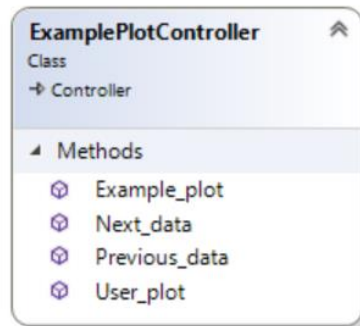 ExamplePlotController
Class
Controller
Methods
Example_plot
Next_data
Previous_data
User_plot